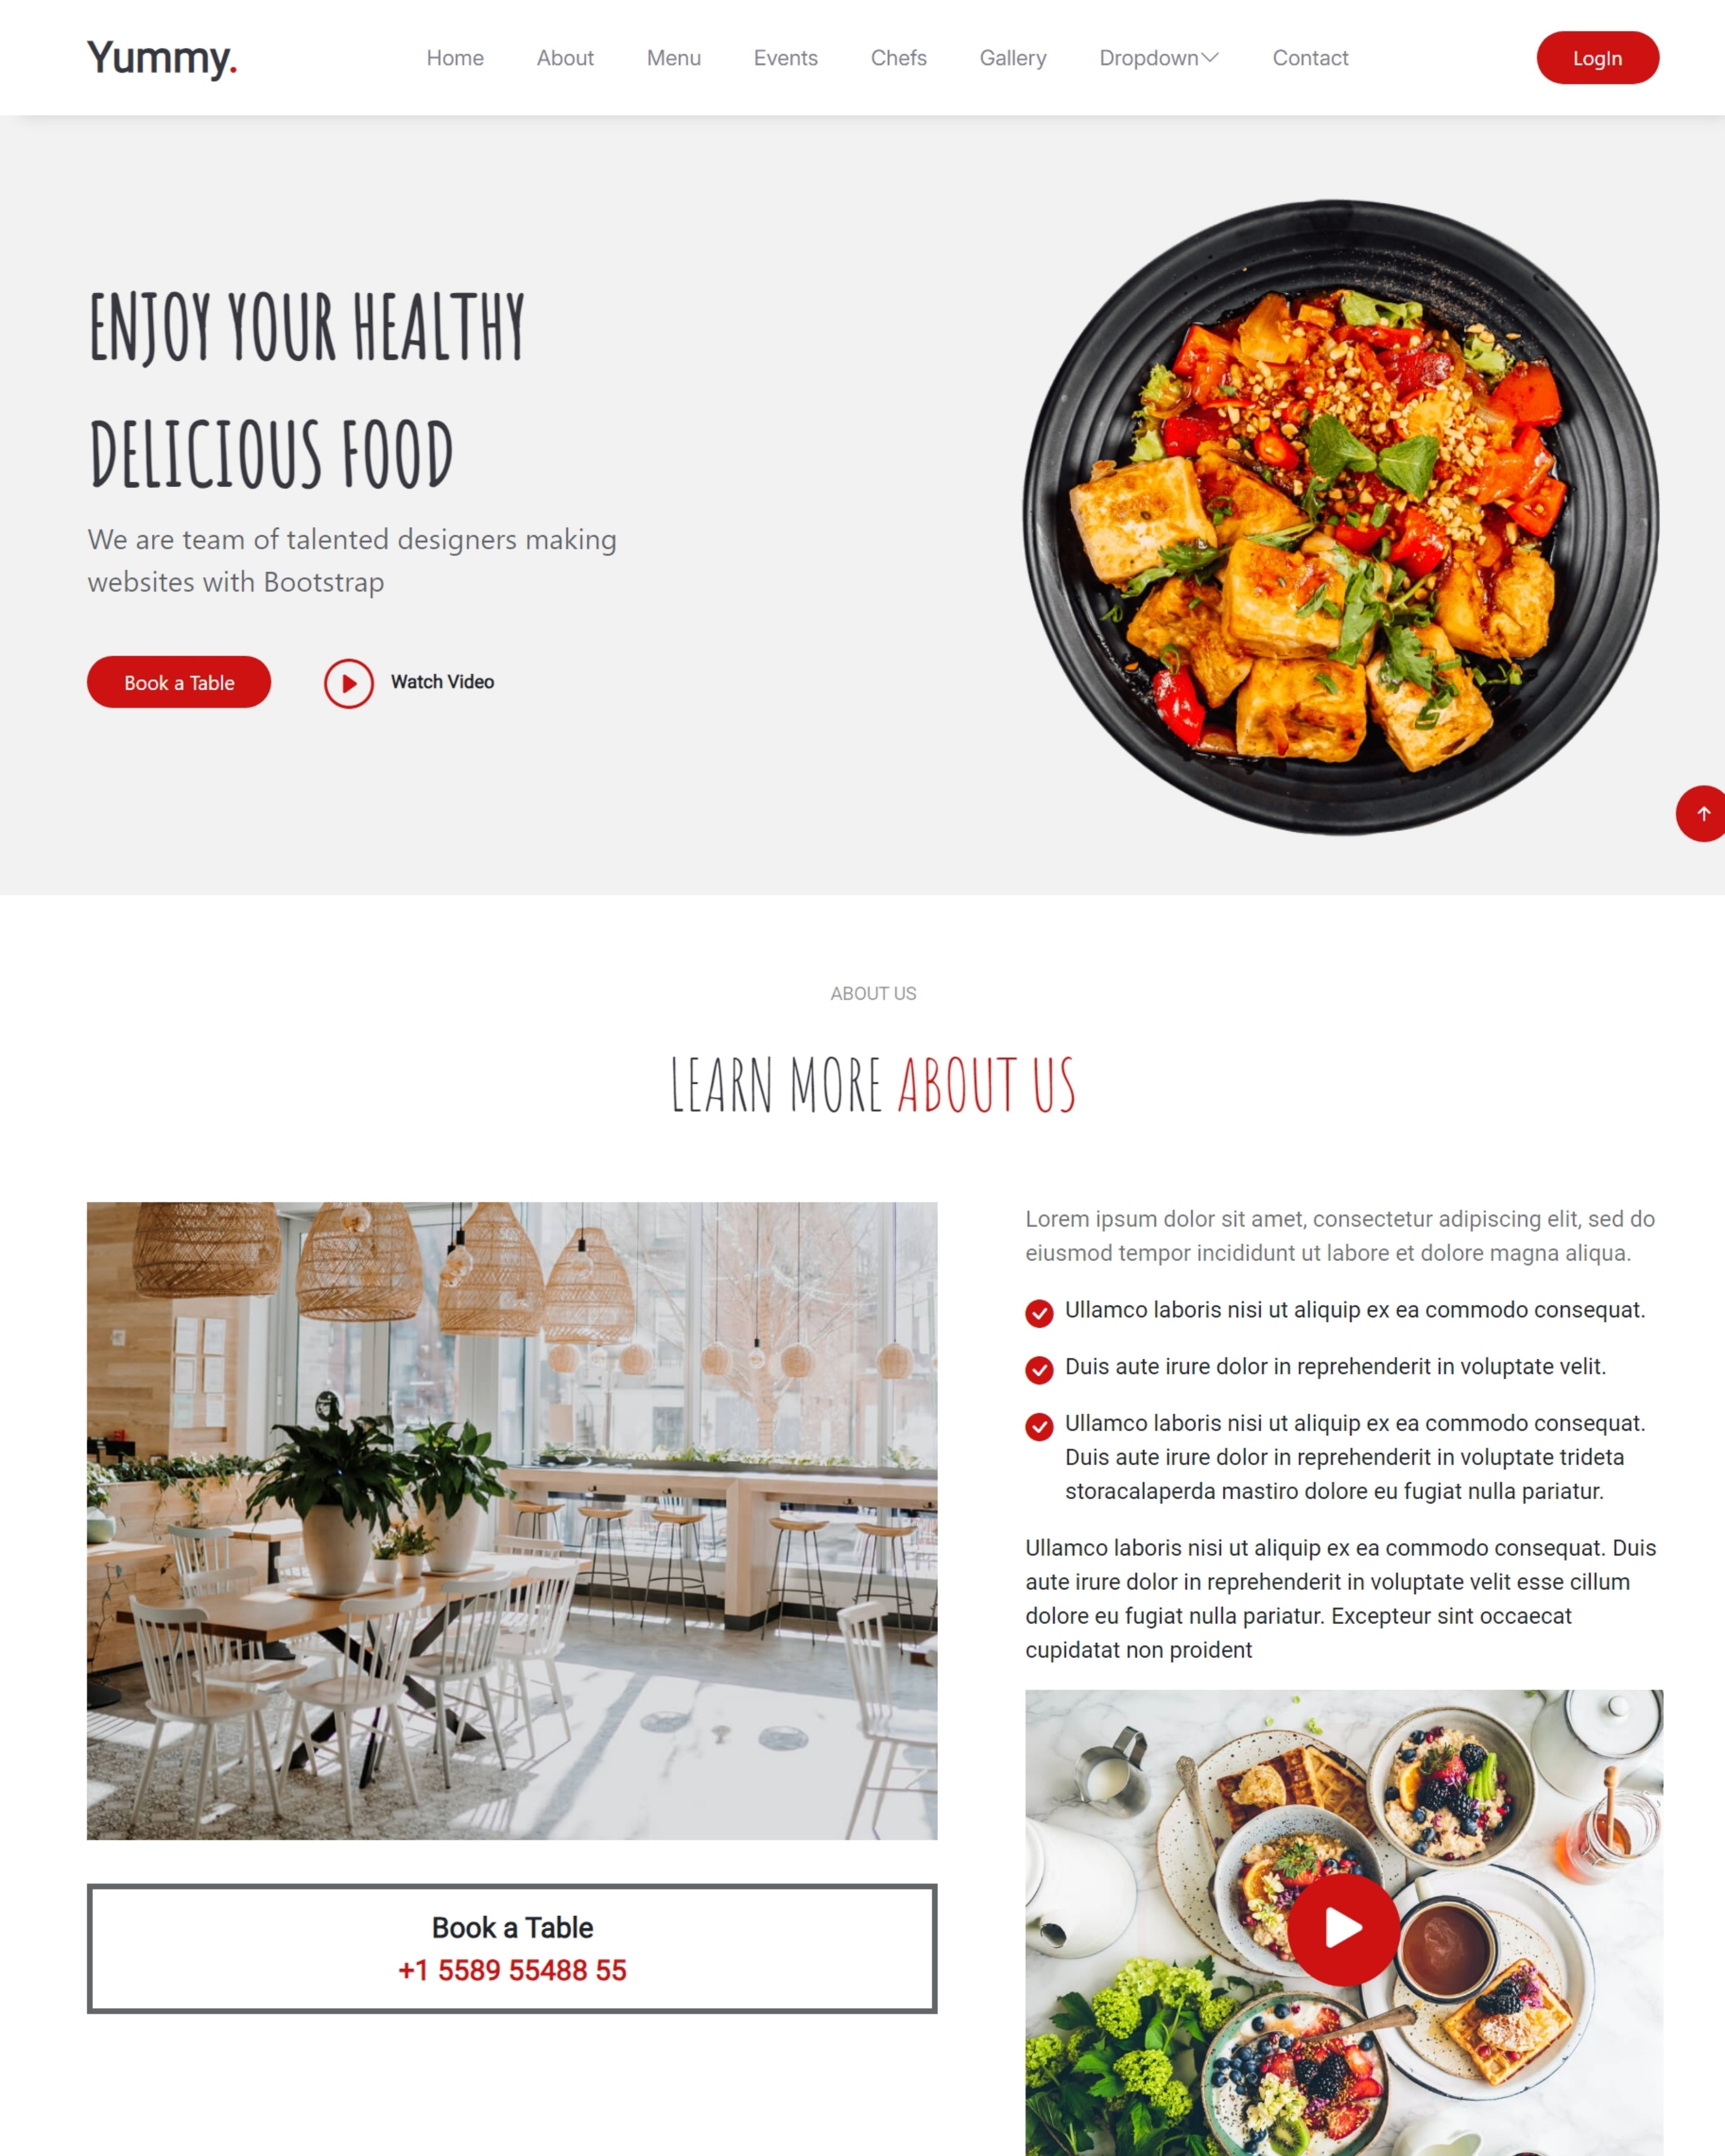 Yummy.
Home About Menu Events Chefs Gallery Dropdown Contact
LogIn
ENJOY YOUR HEALTHY
DELICIOUS FOOD
We are team of talented designers making
websites with Bootstrap
Book a Table
Watch Video
ABOUT US
LEARN MORE ABOUT US
Lorem ipsum dolor sit amet, consectetur adipiscing elit, sed do
eiusmod tempor incididunt ut labore et dolore magna aliqua.
Ullamco laboris nisi ut aliquip ex ea commodo consequat.
Duis aute irure dolor in reprehenderit in voluptate velit.
Ullamco laboris nisi ut aliquip ex ea commodo consequat.
Duis aute irure dolor in reprehenderit in voluptate trideta
storacalaperda mastiro dolore eu fugiat nulla pariatur.
Ullamco laboris nisi ut aliquip ex ea commodo consequat. Duis
aute irure dolor in reprehenderit in voluptate velit esse cillum
dolore eu fugiat nulla pariatur. Excepteur sint occaecat
cupidatat non proident
Book a Table
+1 5589 55488 55